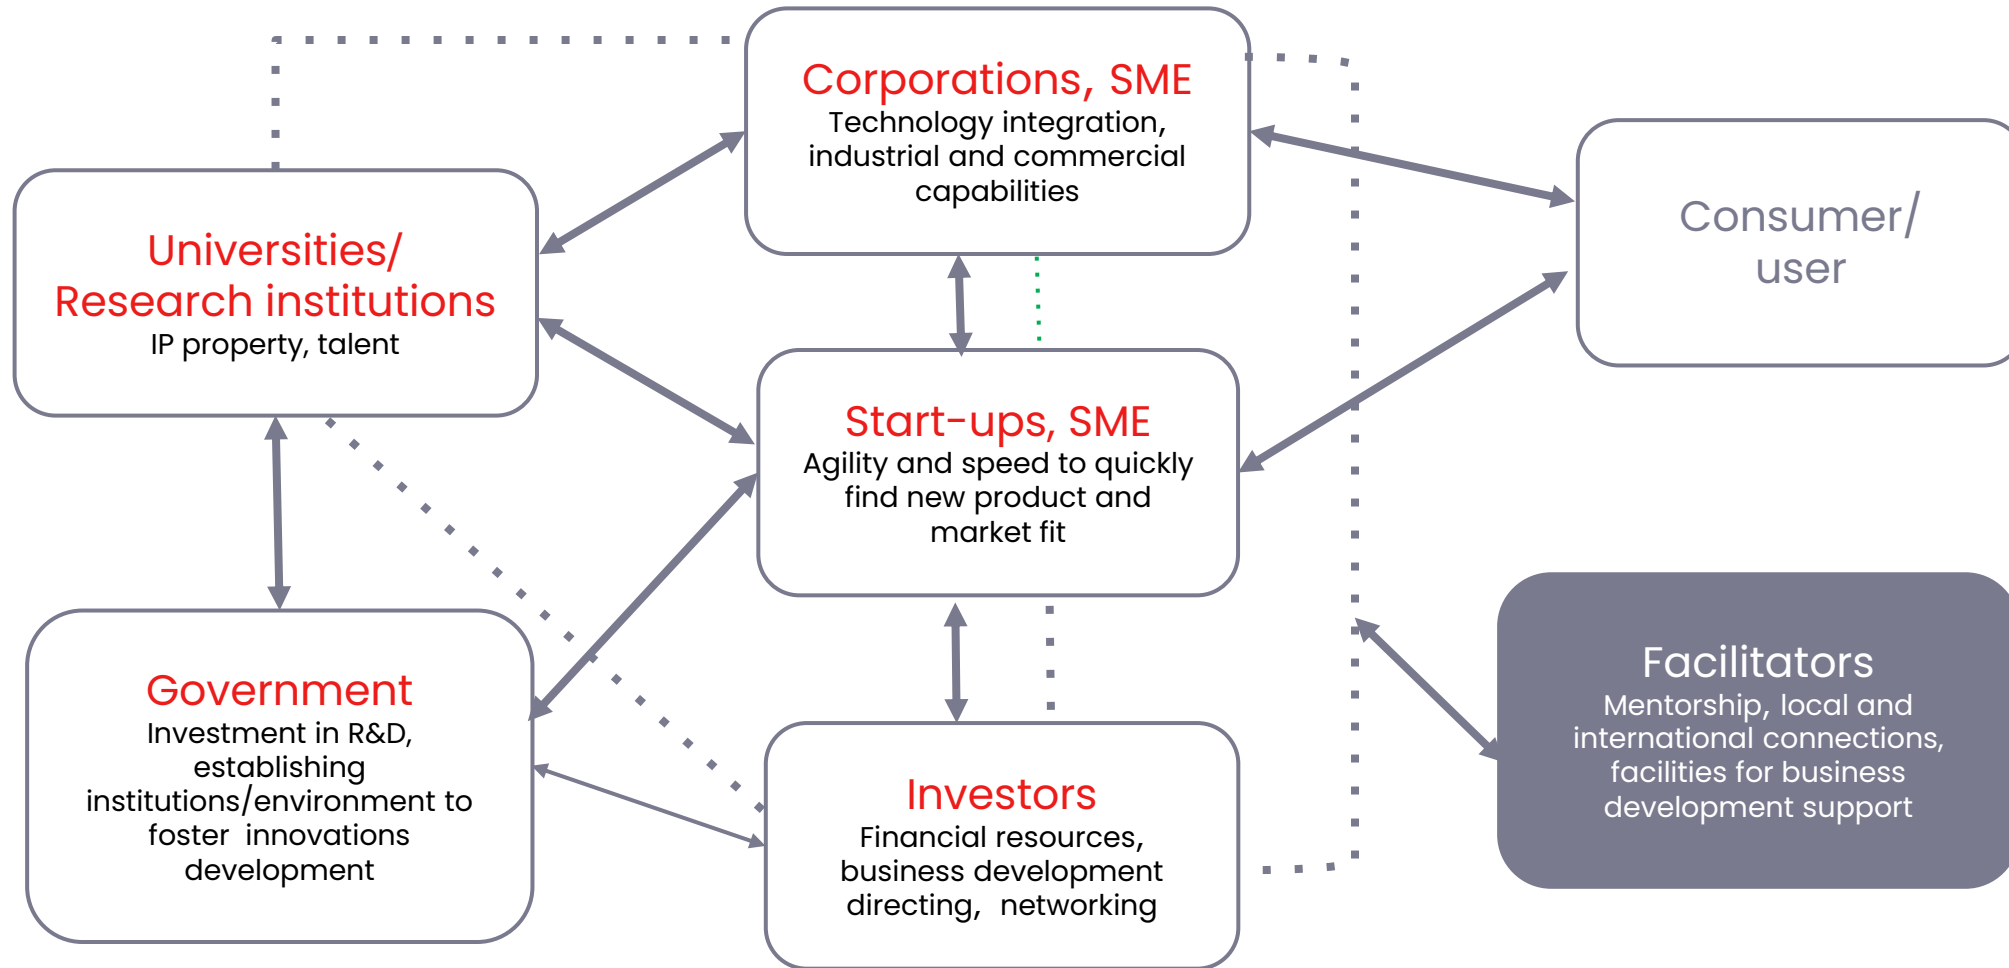 Corporations, SME
Technology integration,
industrial and commercial
capabilities
Universities/
Research institutions
IP property, talent
Consumer/
user
Start-ups, SME
Agility and speed to quickly
find new product and
market fit
Government
Investment in R&D,
establishing
institutions/environment to
foster innovations
development
Investors
Financial resources,
business development
directing, networking
Facilitators
Mentorship, local and
international connections,
facilities for business
development support